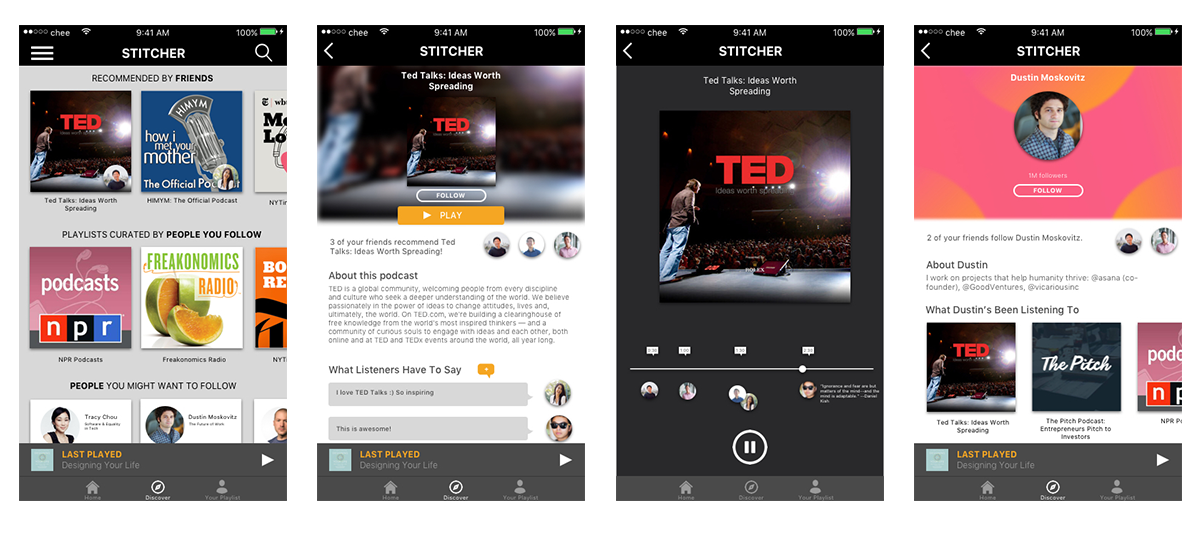 chee 9:41 AM 100%
STITCHER
RECOMMENDED BY FRIENDS
TED
Ideas worth
HIMYM
how i
met your
mother
The Official Podcast
Ted Talks: Ideas Worth
Spreading
HIMYM: The Official Podcast
NYTim
PLAYLISTS CURATED BY PEOPLE YOU FOLLOW
podcasts
npr
FREAKONOMICS
RADIO
NPR Podcasts
Freakonomics Radio
NYTi
PEOPLE YOU MIGHT WANT TO FOLLOW
Tracy Chou
Software & Equality
in Tech
Dustin Moskovitz
The Future of Work
LAST PLAYED
Designing Your Life
Home
Discover
Your Playlist
chee 9:41 AM 100%
STITCHER
Ted Talks: Ideas Worth
Spreading
TED
FOLLOW
PLAY
3 of your friends recommend Ted
Talks: Ideas Worth Spreading!
About this podcast
TED is a global community, welcoming people from every discipline
and culture who seek a deeper understanding of the world. We believe
passionately in the power of ideas to change attitudes, lives and,
ultimately, the world. On TED.com, we're building a clearinghouse of
free knowledge from the world's most inspired thinkers — and a
community of curious souls to engage with ideas and each other, both
online and at TED and TEDx events around the world, all year long.
What Listeners Have To Say
I love TED Talks :) So inspiring
This is awesome!
LAST PLAYED
Designing Your Life
Home
Discover
Your Playlist
chee 9:41 AM 100%
STITCHER
Ted Talks: Ideas Worth
Spreading
TED
Ideas worth spreading
ROLEX
"Ignorance and fear are but
matters of the mind—and the
mind is adaptable." —Daniel
Kish
Home
Discover
Your Playlist
chee 9:41 AM 100%
STITCHER
Dustin Moskovitz
1M followers
FOLLOW
2 of your friends follow Dustin Moskovitz.
About Dustin
I work on projects that help humanity thrive: @asana (co-
founder), @GoodVentures, @vicariousinc
What Dustin's Been Listening To
TED
The Pitch
podc
np
Ted Talks: Ideas Worth
Spreading
The Pitch Podcast:
Entrepreneurs Pitch to
Investors
NPR Po
LAST PLAYED
Designing Your Life
Home
Discover
Your Playlist